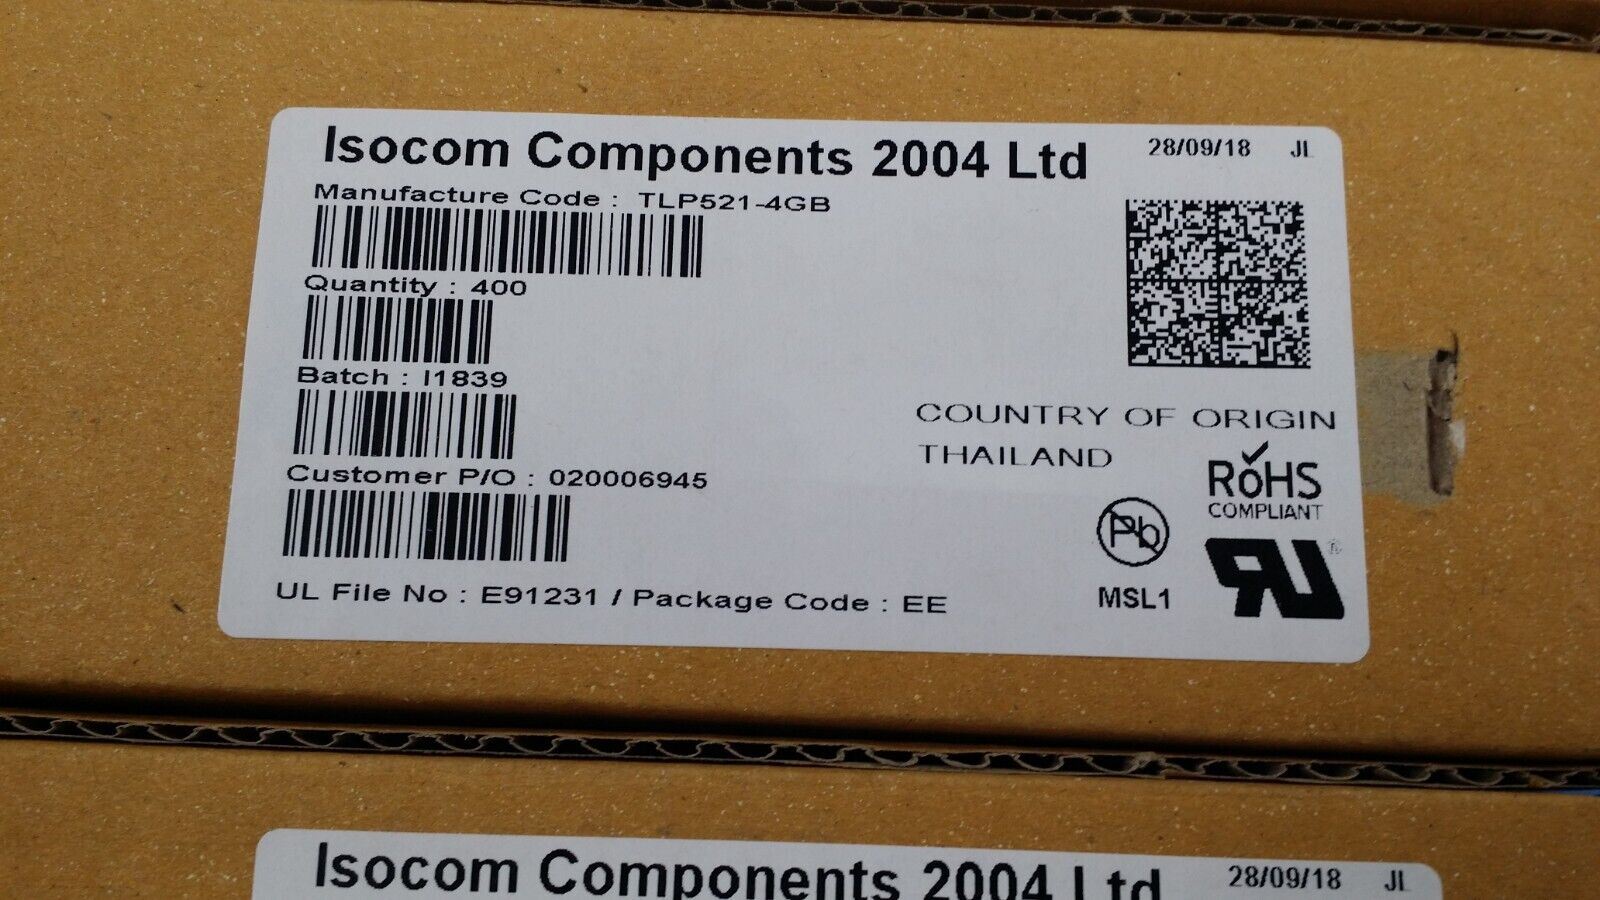 Isocom Components 2004 Ltd 28/09/18 JL
Manufacture Code : TLP521-4GB
Quantity : 400
Batch : I1839
Customer P/O : 020006945
COUNTRY OF ORIGIN
THAILAND
RoHS
COMPLIANT
Pb
MSL1
UL File No : E91231 / Package Code : EE
Isocom Components 2004 Ltd 28/09/18 JL